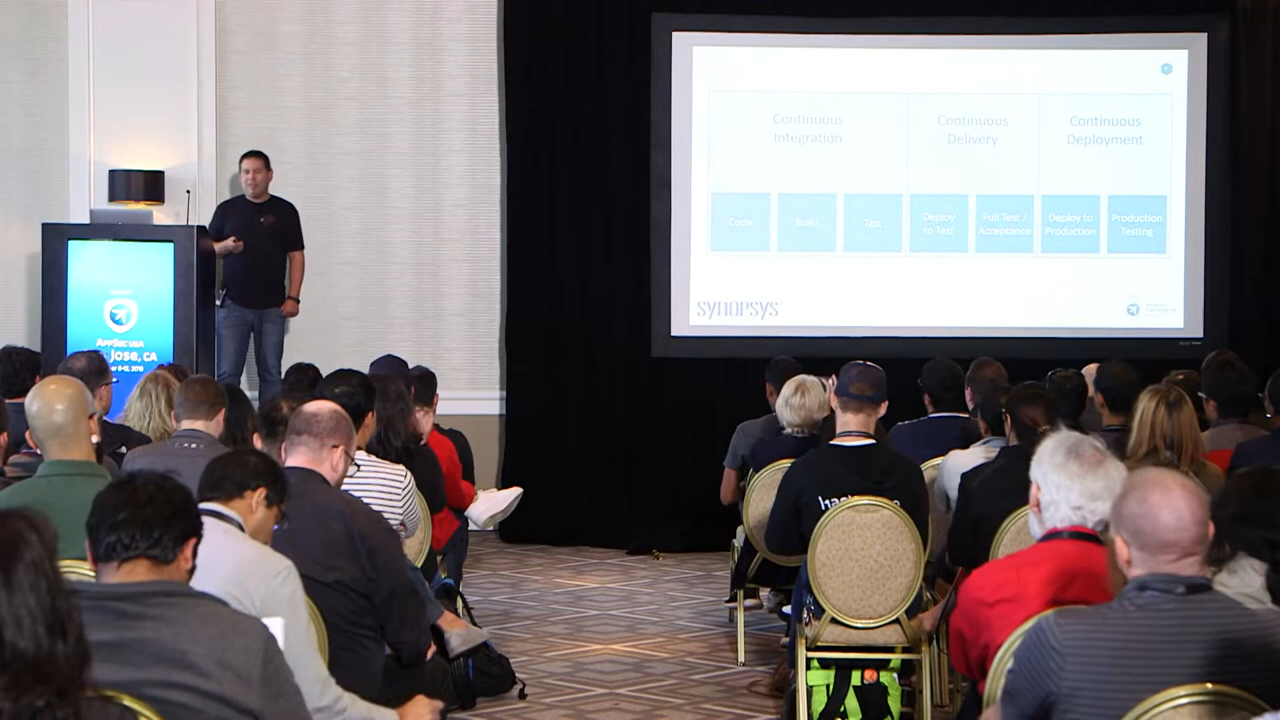 Continuous
Integration
Continuous
Delivery
Continuous
Deployment
Code
Build
Test
Deploy
to Test
Full Test /
Acceptance
Deploy to
Production
Production
Testing
SYNOPSYS
AppSec USA
Jose, CA